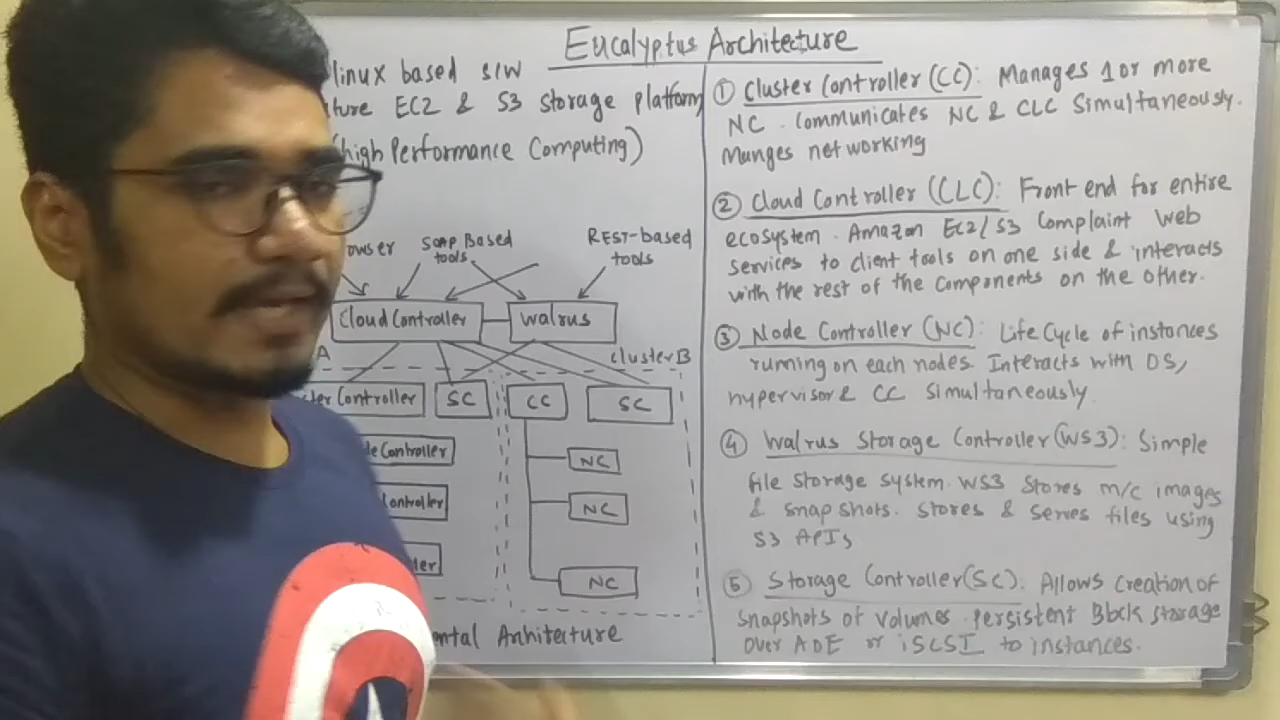 Eucalyptus Architecture
linux based s/w
ture EC2 & S3 storage platform
(high Performance Computing)
owser
SOAP Based
tools
REST-based
tools
Cloud Controller
walrus
A
cluster B
ter Controller
SC
CC
SC
de Controller
NC
Controller
NC
ller
NC
ental Arhitecture
① Cluster Controller (CC): Manages 1 or more
NC. Communicates NC & CLC Simultaneously.
Manges networking
② Cloud Controller (CLC): Front end for entire
ecosystem. Amazon EC2/S3 Complaint Web
services to client tools on one side & interacts
with the rest of the Components on the other.
③ Node Controller (NC): Life Cycle of instances
running on each nodes. Interacts with OS,
hypervisor & CC Simultaneously.
④ Walrus Storage Controller (WS3): Simple
file storage system. WS3 Stores m/c images
& snapshots. Stores & serves files using
S3 APIs
⑤ Storage Controller (SC). Allows Creation of
snapshots of volumes. persistent Block storage
over AOE or iSCSI to instances.